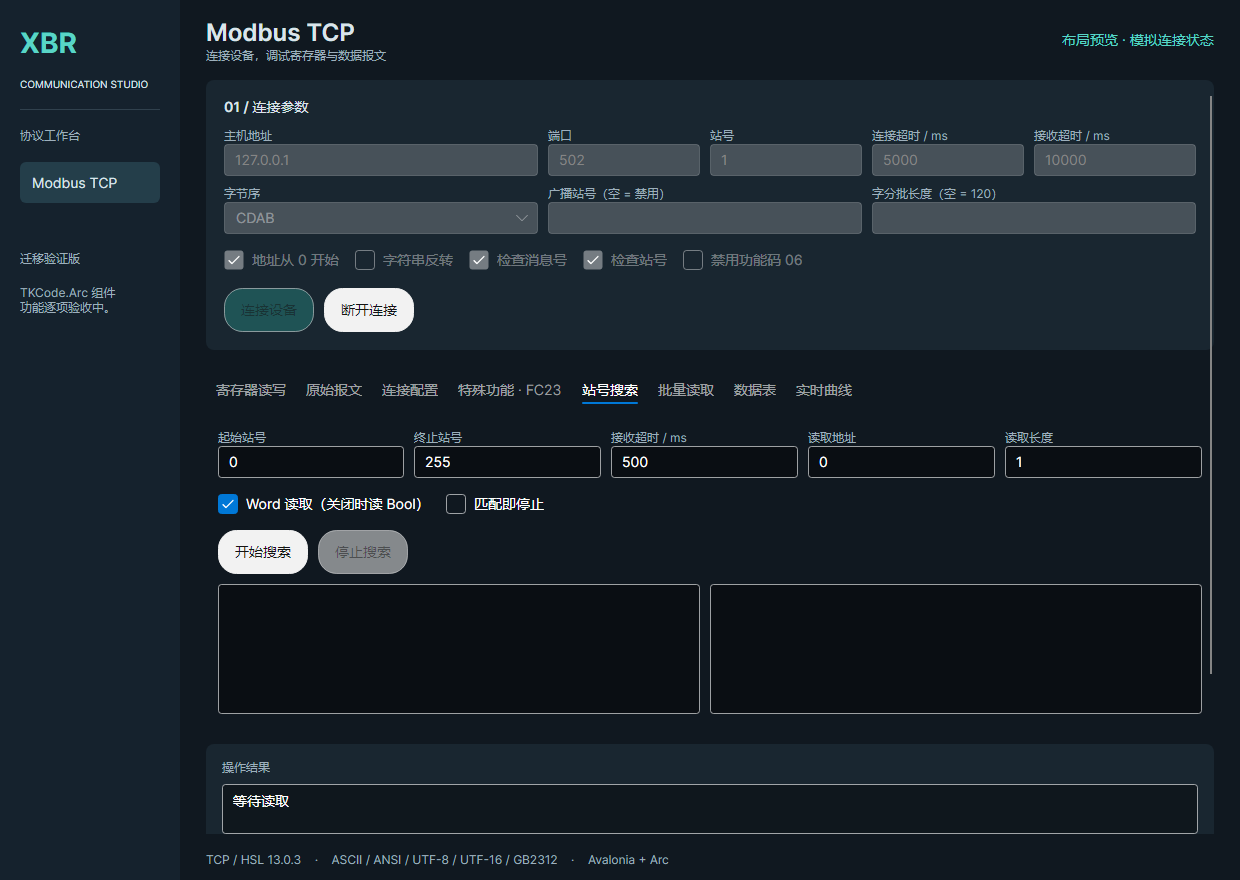 XBR
COMMUNICATION STUDIO
协议工作台
Modbus TCP
迁移验证版
TKCode.Arc 组件
功能逐项验收中。
Modbus TCP
连接设备，调试寄存器与数据报文
布局预览 · 模拟连接状态
01 / 连接参数
主机地址 端口 站号 连接超时 / ms 接收超时 / ms
127.0.0.1 502 1 5000 10000
字节序 广播站号（空 = 禁用） 字分批长度（空 = 120）
CDAB
地址从 0 开始 字符串反转 检查消息号 检查站号 禁用功能码 06
连接设备 断开连接
寄存器读写 原始报文 连接配置 特殊功能 · FC23 站号搜索 批量读取 数据表 实时曲线
起始站号 终止站号 接收超时 / ms 读取地址 读取长度
0 255 500 0 1
Word 读取（关闭时读 Bool） 匹配即停止
开始搜索 停止搜索
操作结果
等待读取
TCP / HSL 13.0.3 · ASCII / ANSI / UTF-8 / UTF-16 / GB2312 · Avalonia + Arc